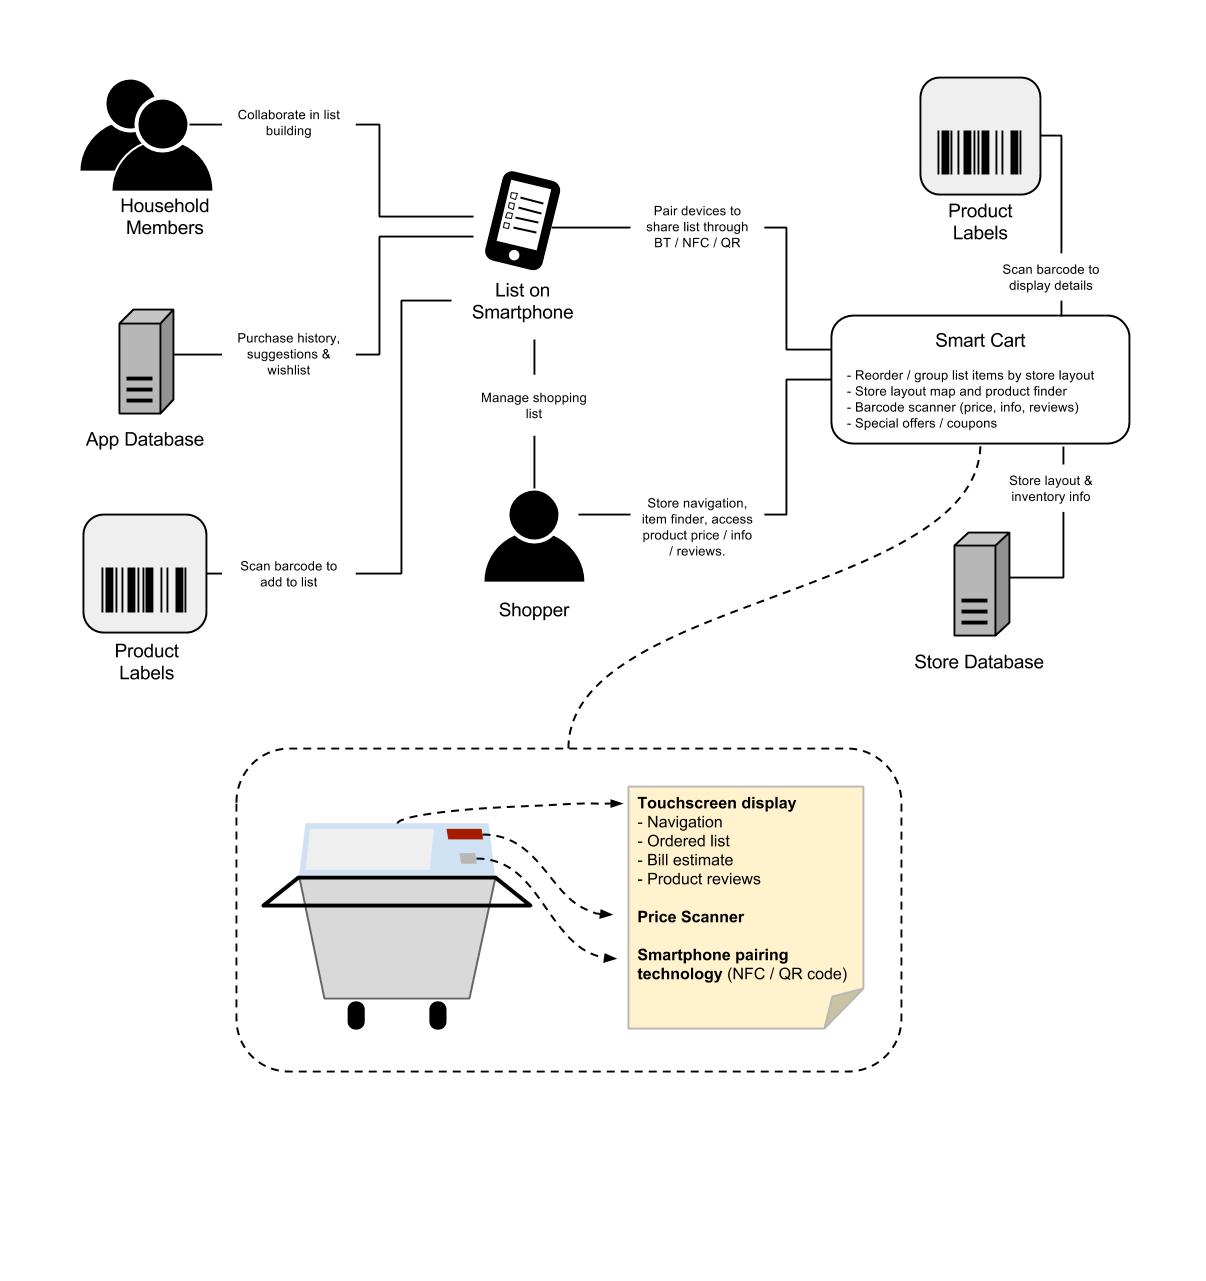 Collaborate in list
building
Household
Members
Product
Labels
Pair devices to
share list through
BT / NFC / QR
Scan barcode to
display details
List on
Smartphone
Purchase history,
suggestions &
wishlist
App Database
Manage shopping
list
Smart Cart
- Reorder / group list items by store layout
- Store layout map and product finder
- Barcode scanner (price, info, reviews)
- Special offers / coupons
Store layout &
inventory info
Store navigation,
item finder, access
product price / info
/ reviews.
Scan barcode to
add to list
Shopper
Product
Labels
Store Database
Touchscreen display
- Navigation
- Ordered list
- Bill estimate
- Product reviews
Price Scanner
Smartphone pairing
technology (NFC / QR code)